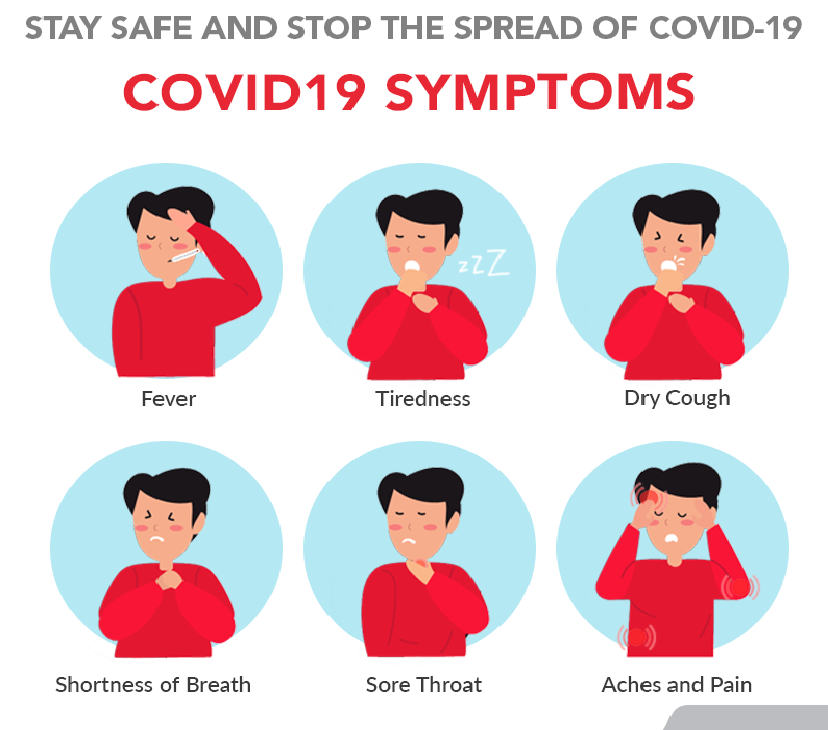 STAY SAFE AND STOP THE SPREAD OF COVID-19
COVID19 SYMPTOMS
zzZ
Fever
Tiredness
Dry Cough
Shortness of Breath
Sore Throat
Aches and Pain